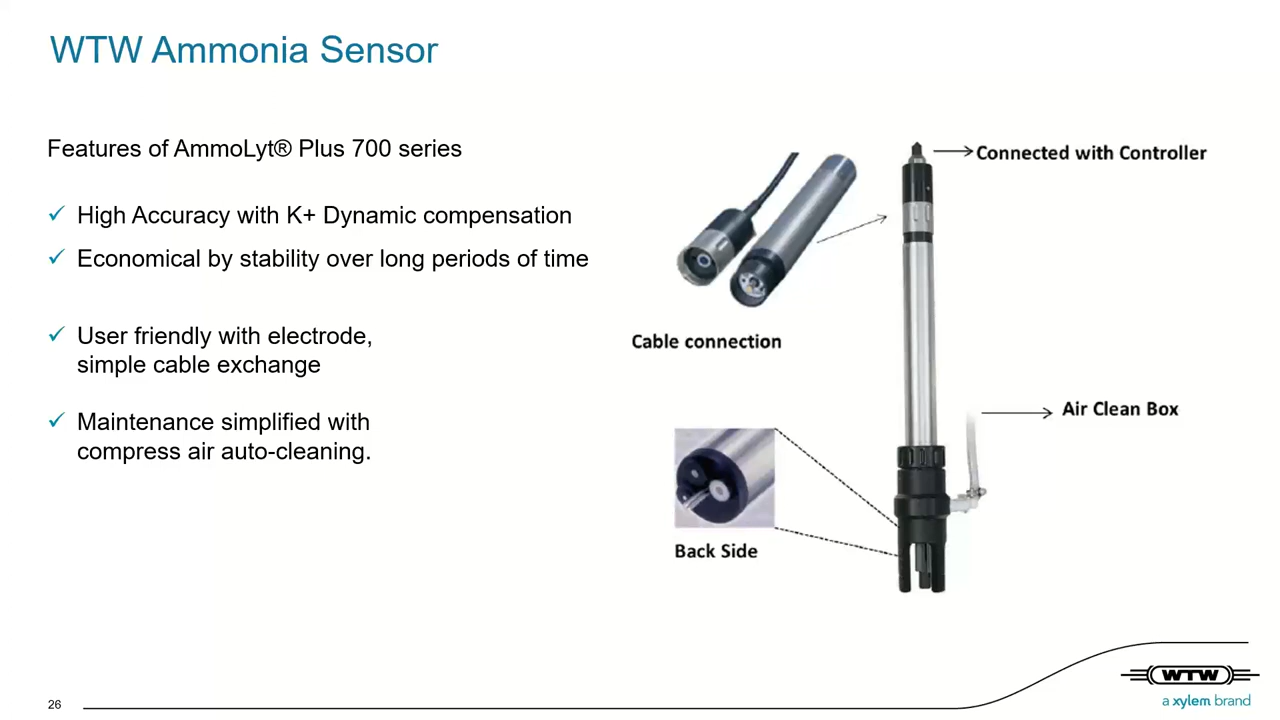 WTW Ammonia Sensor
Features of AmmoLyt® Plus 700 series
✓ High Accuracy with K+ Dynamic compensation
✓ Economical by stability over long periods of time
✓ User friendly with electrode,
simple cable exchange
✓ Maintenance simplified with
compress air auto-cleaning.
Connected with Controller
Cable connection
Air Clean Box
Back Side
26
WTW
a xylem brand